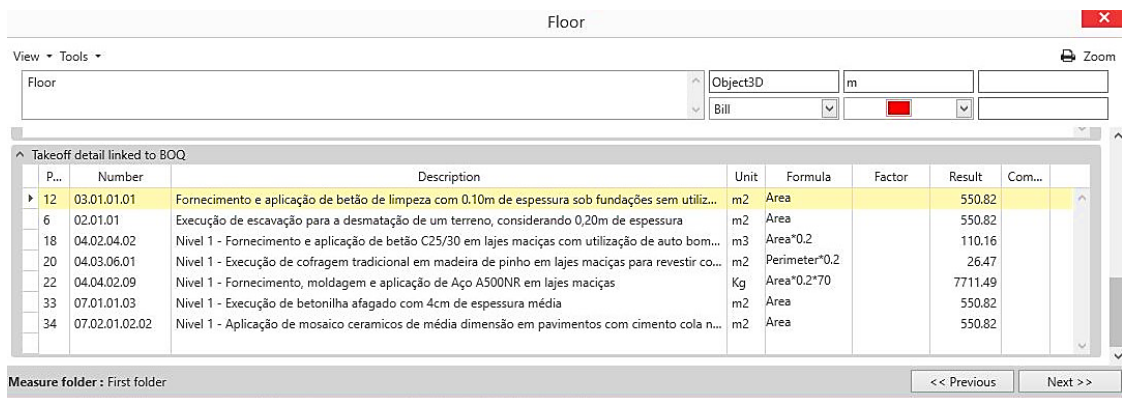 Floor
View Tools Zoom
Floor Object3D m
Bill
Takeoff detail linked to BOQ
P... Number Description Unit Formula Factor Result Com...
12 03.01.01.01 Fornecimento e aplicação de betão de limpeza com 0.10m de espessura sob fundações sem utiliz... m2 Area 550.82
6 02.01.01 Execução de escavação para a desmatação de um terreno, considerando 0,20m de espessura m2 Area 550.82
18 04.02.04.02 Nivel 1 - Fornecimento e aplicação de betão C25/30 em lajes maciças com utilização de auto bom... m3 Area*0.2 110.16
20 04.03.06.01 Nivel 1 - Execução de cofragem tradicional em madeira de pinho em lajes maciças para revestir co... m2 Perimeter*0.2 26.47
22 04.04.02.09 Nivel 1 - Fornecimento, moldagem e aplicação de Aço A500NR em lajes maciças Kg Area*0.2*70 7711.49
33 07.01.01.03 Nivel 1 - Execução de betonilha afagado com 4cm de espessura média m2 Area 550.82
34 07.02.01.02.02 Nivel 1 - Aplicação de mosaico ceramicos de média dimensão em pavimentos com cimento cola n... m2 Area 550.82
Measure folder : First folder << Previous Next >>